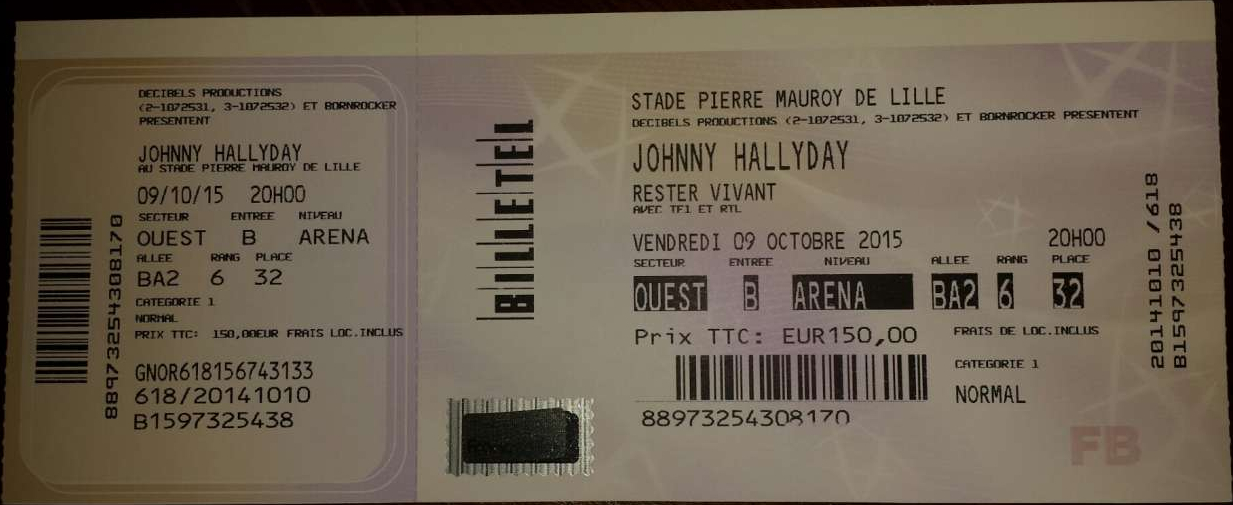 DECIBELS PRODUCTIONS
(2-1072531, 3-1072532) ET BORNROCKER
PRESENTENT
JOHNNY HALLYDAY
AU STADE PIERRE MAUROY DE LILLE
09/10/15 20H00
SECTEUR ENTREE NIVEAU
OUEST B ARENA
ALLEE RANG PLACE
BA2 6 32
CATEGORIE 1
NORMAL
PRIX TTC: 150,00EUR FRAIS LOC.INCLUS
GNOR618156743133
618/20141010
B1597325438
88973254308170
BILLETEL
STADE PIERRE MAUROY DE LILLE
DECIBELS PRODUCTIONS (2-1072531, 3-1072532) ET BORNROCKER PRESENTENT
JOHNNY HALLYDAY
RESTER VIVANT
AVEC TF1 ET RTL
VENDREDI 09 OCTOBRE 2015 20H00
SECTEUR ENTREE NIVEAU ALLEE RANG PLACE
OUEST B ARENA BA2 6 32
Prix TTC: EUR150,00 FRAIS DE LOC.INCLUS
CATEGORIE 1
NORMAL
88973254308170
20141010 /618
B1597325438
FB